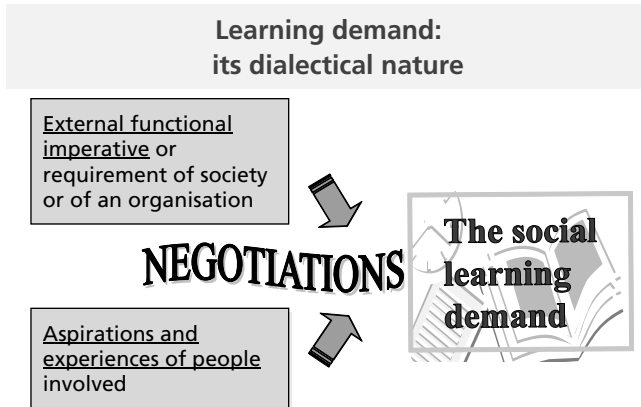 Learning demand:
its dialectical nature
External functional
imperative or
requirement of society
or of an organisation
NEGOTIATIONS
The social
learning
demand
Aspirations and
experiences of people
involved